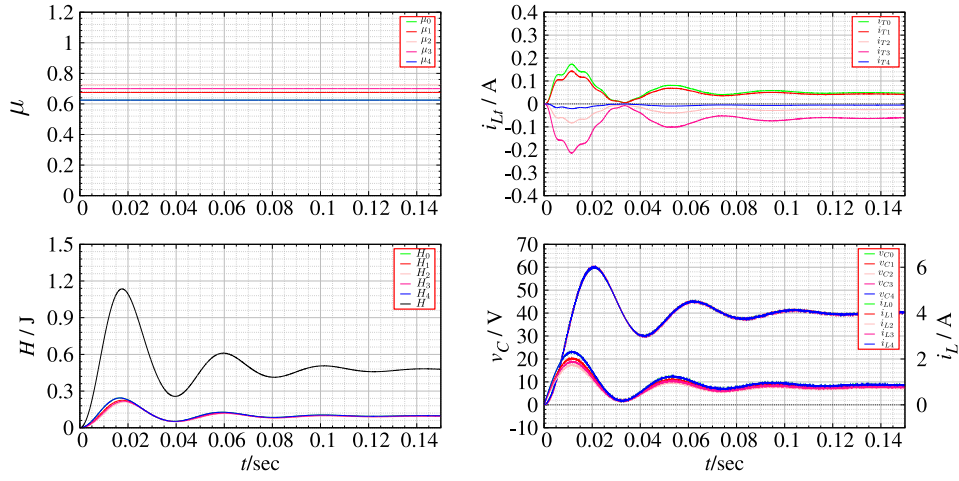 1.2
1
0.8
0.6
0.4
0.2
0
μ
μ0
μ1
μ2
μ3
μ4
0 0.02 0.04 0.06 0.08 0.1 0.12 0.14
0.4
0.3
0.2
0.1
0
-0.1
-0.2
-0.3
-0.4
iLt / A
iT0
iT1
iT2
iT3
iT4
0 0.02 0.04 0.06 0.08 0.1 0.12 0.14
1.5
1.2
0.9
0.6
0.3
0
H / J
H0
H1
H2
H3
H4
H
0 0.02 0.04 0.06 0.08 0.1 0.12 0.14
t/sec
70
60
50
40
30
20
10
0
-10
vC / V
vC0
vC1
vC2
vC3
vC4
iL0
iL1
iL2
iL3
iL4
6
4
2
0
iL / A
0 0.02 0.04 0.06 0.08 0.1 0.12 0.14
t/sec